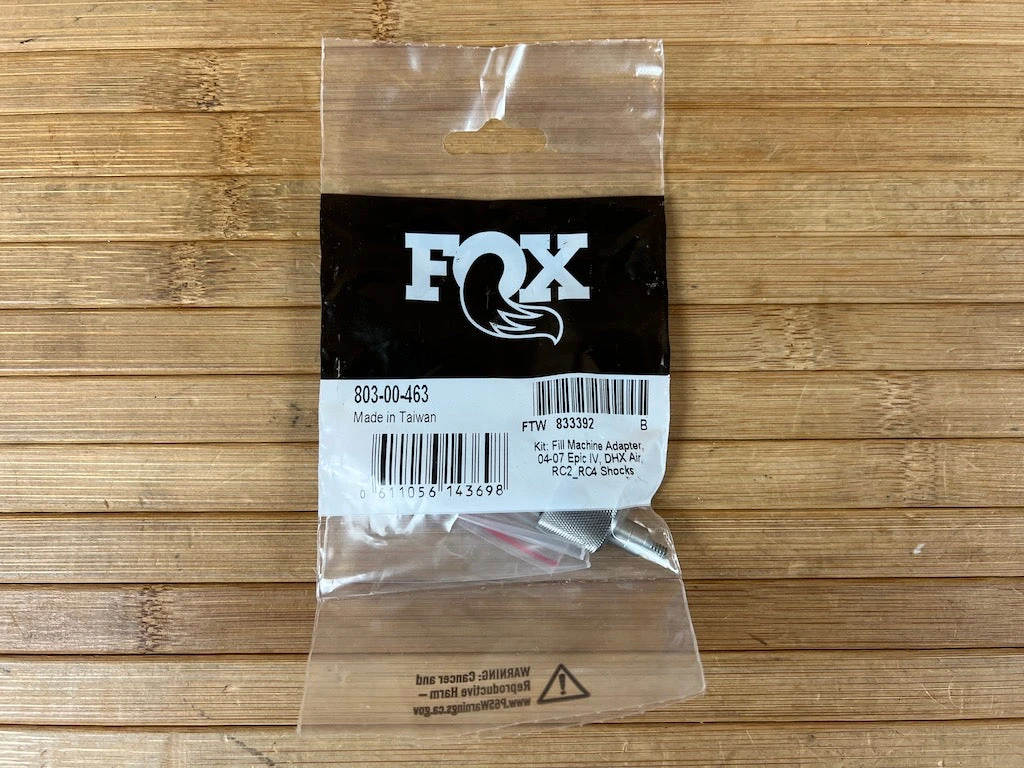 FOX
803-00-463
Made in Taiwan
0 611056 143698
FTW 833392 B
Kit: Fill Machine Adapter,
04-07 Epic IV, DHX Air,
RC2_RC4 Shocks
WARNING: Cancer and
Reproductive Harm –
www.P65Warnings.ca.gov